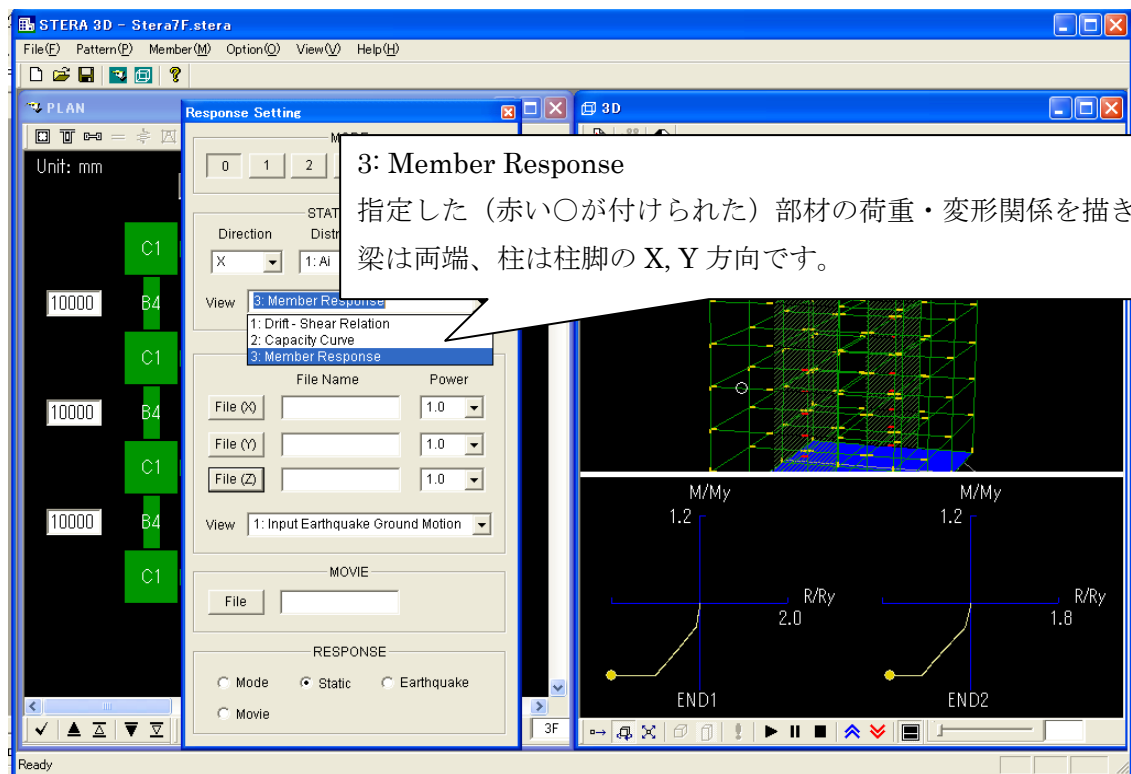 STERA 3D - Stera7F.stera
File(F) Pattern(P) Member(M) Option(O) View(V) Help(H)
PLAN
Unit: mm
C1
10000 B4
C1
10000 B4
C1
10000 B4
C1
3F
Response Setting
0 1 2
Direction
X
1: Ai
View 3: Member Response
1: Drift - Shear Relation
2: Capacity Curve
3: Member Response
File Name Power
File (X) 1.0
File (Y) 1.0
File (Z) 1.0
View 1: Input Earthquake Ground Motion
MOVIE
File
RESPONSE
Mode Static Earthquake
Movie
3: Member Response
指定した（赤い○が付けられた）部材の荷重・変形関係を描き
梁は両端、柱は柱脚の X, Y 方向です。
3D
M/My M/My
1.2 1.2
R/Ry R/Ry
2.0 1.8
END1 END2
Ready